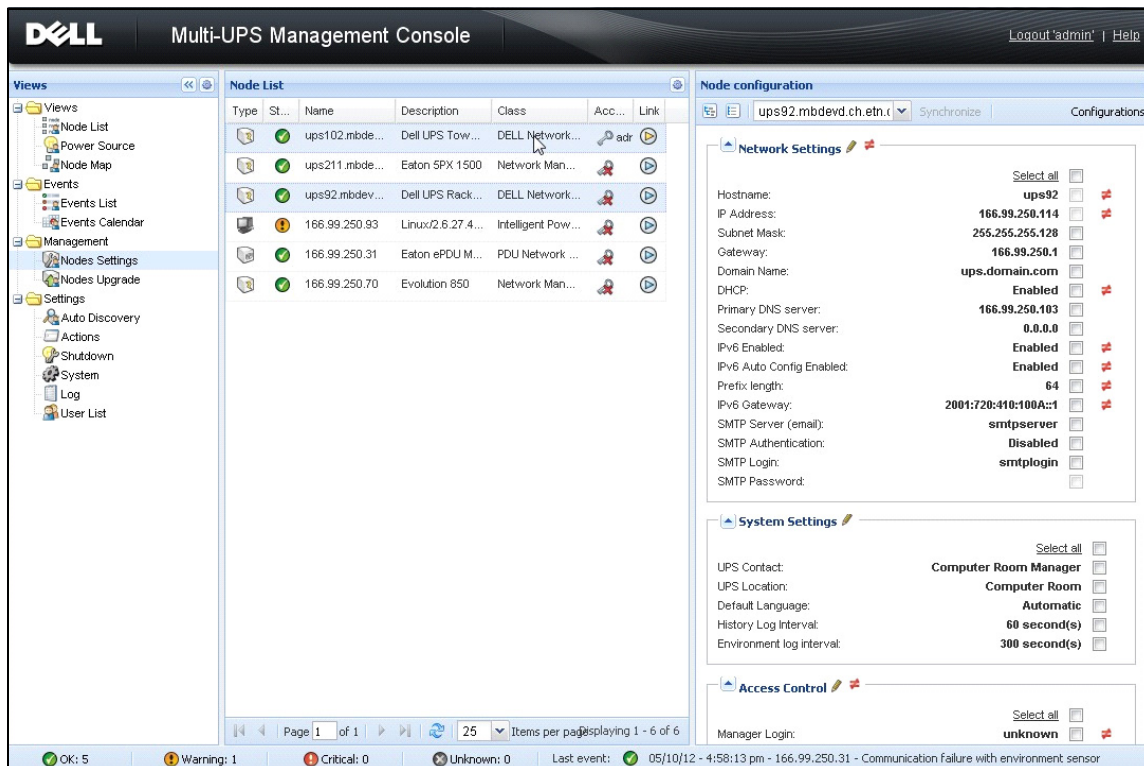 DELL Multi-UPS Management Console Logout 'admin' | Help
Views
Views
Node List
Power Source
Node Map
Events
Events List
Events Calendar
Management
Nodes Settings
Nodes Upgrade
Settings
Auto Discovery
Actions
Shutdown
System
Log
User List
Node List
Type St... Name Description Class Acc... Link
ups102.mbde... Dell UPS Tow... DELL Network... adr
ups211.mbde... Eaton 5PX 1500 Network Man...
ups92.mbdev... Dell UPS Rack... DELL Network...
166.99.250.93 Linux/2.6.27.4... Intelligent Pow...
166.99.250.31 Eaton ePDU M... PDU Network ...
166.99.250.70 Evolution 850 Network Man...
Page 1 of 1 25 Items per page Displaying 1 - 6 of 6
Node configuration
ups92.mbdevd.ch.etn.( Synchronize Configurations
Network Settings
Select all
Hostname: ups92
IP Address: 166.99.250.114
Subnet Mask: 255.255.255.128
Gateway: 166.99.250.1
Domain Name: ups.domain.com
DHCP: Enabled
Primary DNS server: 166.99.250.103
Secondary DNS server: 0.0.0.0
IPv6 Enabled: Enabled
IPv6 Auto Config Enabled: Enabled
Prefix length: 64
IPv6 Gateway: 2001:720:410:100A::1
SMTP Server (email): smtpserver
SMTP Authentication: Disabled
SMTP Login: smtplogin
SMTP Password:
System Settings
Select all
UPS Contact: Computer Room Manager
UPS Location: Computer Room
Default Language: Automatic
History Log Interval: 60 second(s)
Environment log interval: 300 second(s)
Access Control
Select all
Manager Login: unknown
OK: 5 Warning: 1 Critical: 0 Unknown: 0 Last event: 05/10/12 - 4:58:13 pm - 166.99.250.31 - Communication failure with environment sensor